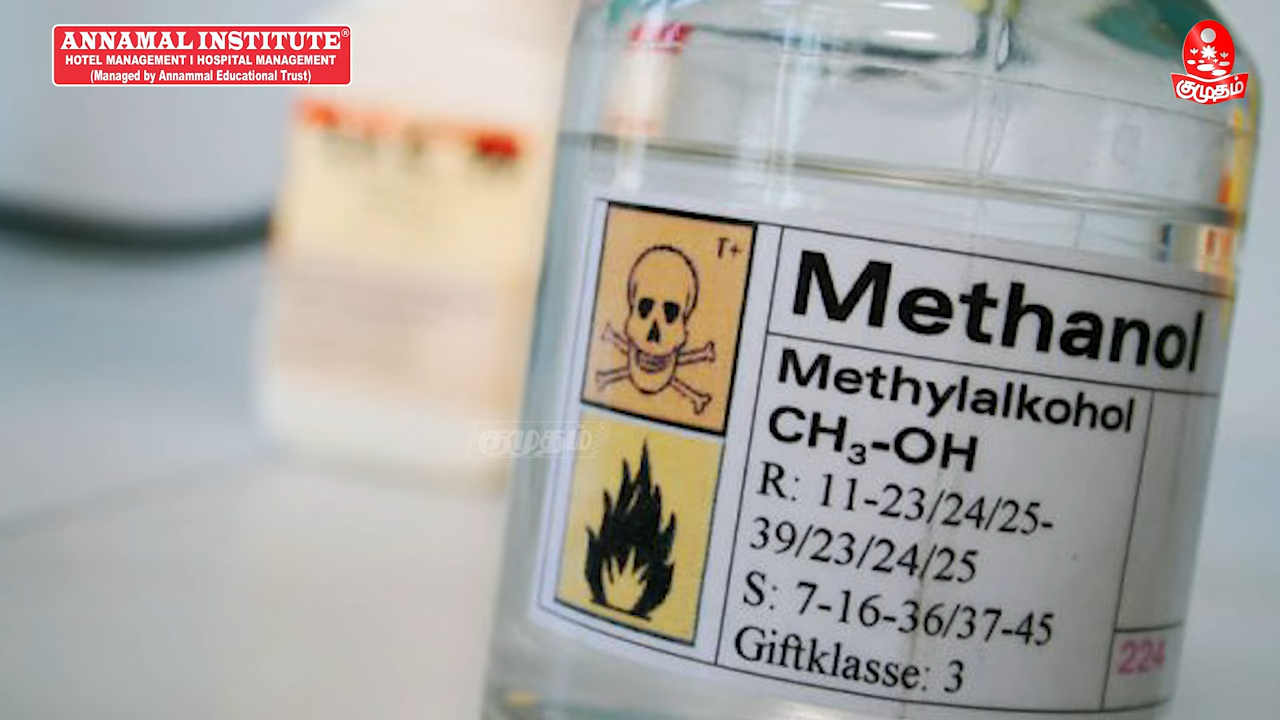 ANNAMAL INSTITUTE®
HOTEL MANAGEMENT I HOSPITAL MANAGEMENT
(Managed by Annammal Educational Trust)
குமுதம்
T+
Methanol
Methylalkohol
CH₃-OH
குமுதம்
R: 11-23/24/25-
39/23/24/25
S: 7-16-36/37-45
Giftklasse: 3
224